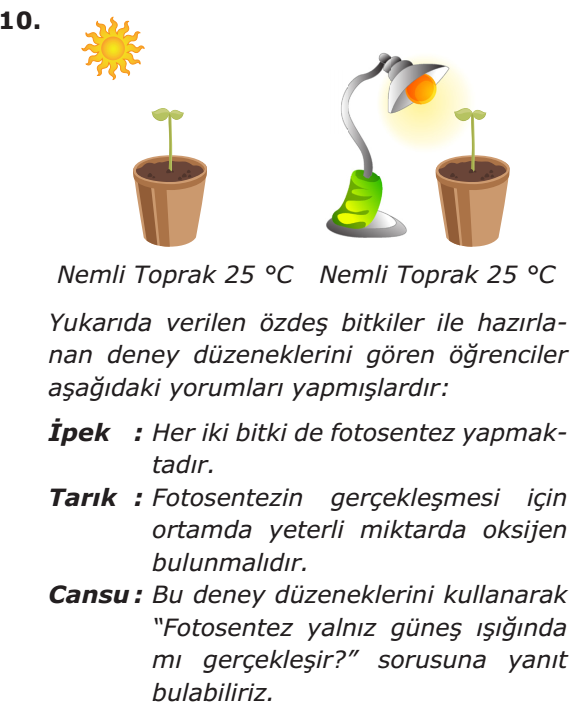 10.
Nemli Toprak 25 °C Nemli Toprak 25 °C
Yukarıda verilen özdeş bitkiler ile hazırla-
nan deney düzeneklerini gören öğrenciler
aşağıdaki yorumları yapmışlardır:
İpek : Her iki bitki de fotosentez yapmak-
tadır.
Tarık : Fotosentezin gerçekleşmesi için
ortamda yeterli miktarda oksijen
bulunmalıdır.
Cansu : Bu deney düzeneklerini kullanarak
“Fotosentez yalnız güneş ışığında
mı gerçekleşir?” sorusuna yanıt
bulabiliriz.